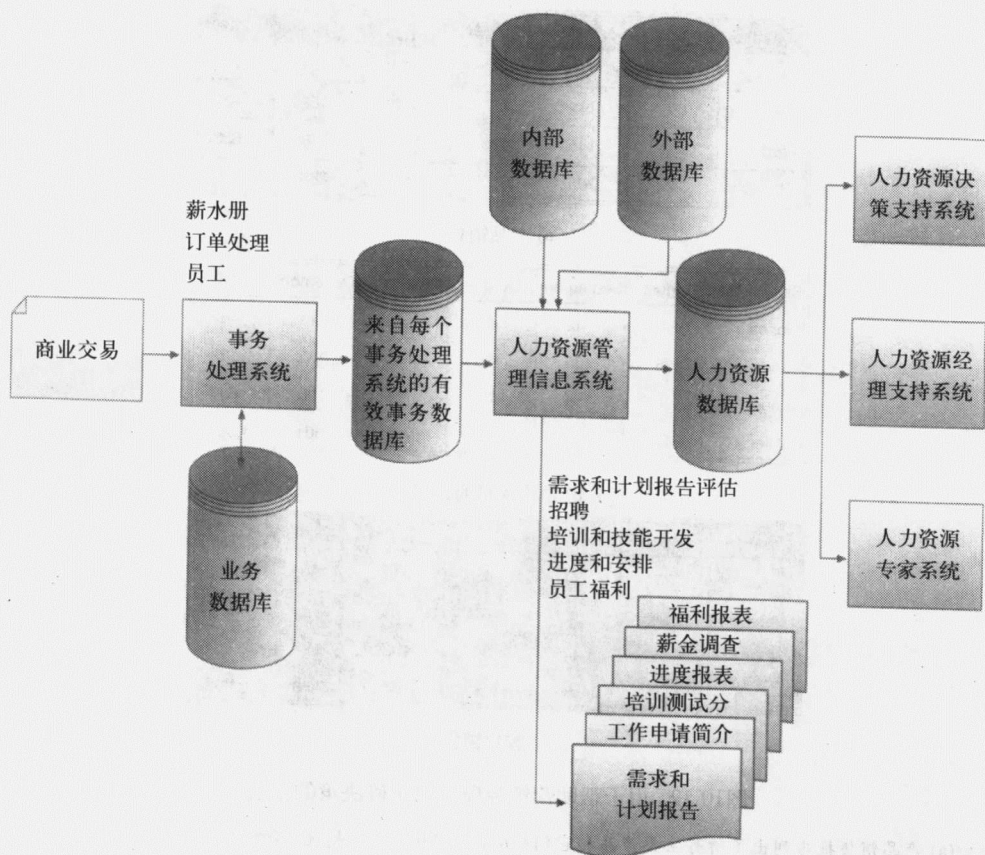 内部
数据库
外部
数据库
人力资源决
策支持系统
薪水册
订单处理
员工
商业交易
事务
处理系统
来自每个
事务处理
系统的有
效事务数
据库
人力资源管
理信息系统
人力资源
数据库
人力资源经
理支持系统
业务
数据库
需求和计划报告评估
招聘
培训和技能开发
进度和安排
员工福利
人力资源
专家系统
福利报表
薪金调查
进度报表
培训测试分
工作申请简介
需求和
计划报告